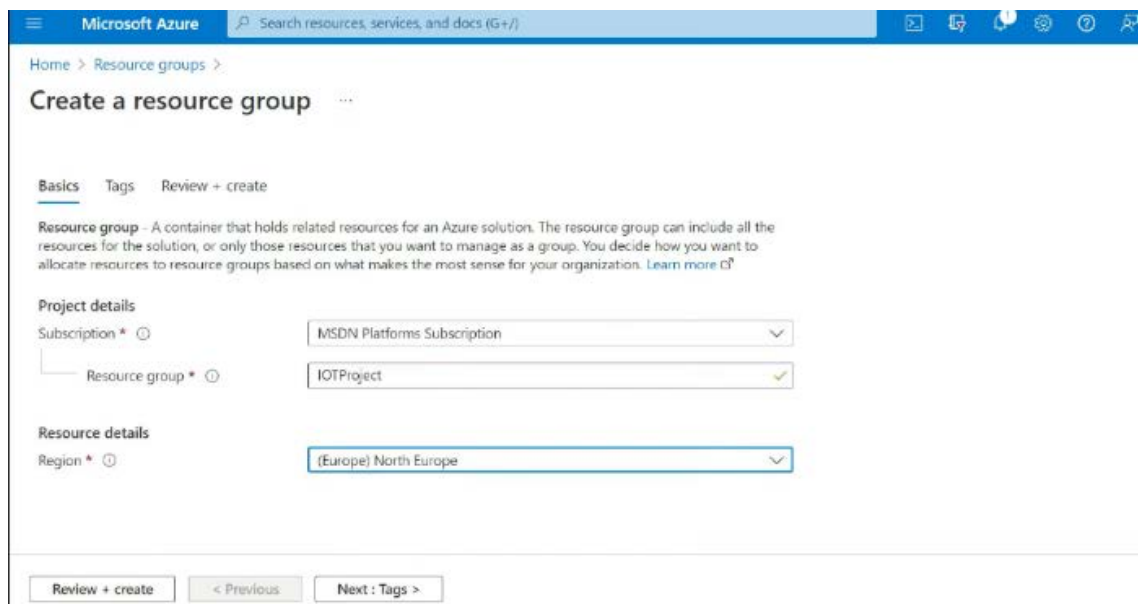 Microsoft Azure
Search resources, services, and docs (G+/)
1
Home > Resource groups >
Create a resource group ...
Basics Tags Review + create
Resource group - A container that holds related resources for an Azure solution. The resource group can include all the
resources for the solution, or only those resources that you want to manage as a group. You decide how you want to
allocate resources to resource groups based on what makes the most sense for your organization. Learn more
Project details
Subscription * MSDN Platforms Subscription
Resource group * IOTProject
Resource details
Region * (Europe) North Europe
Review + create < Previous Next : Tags >